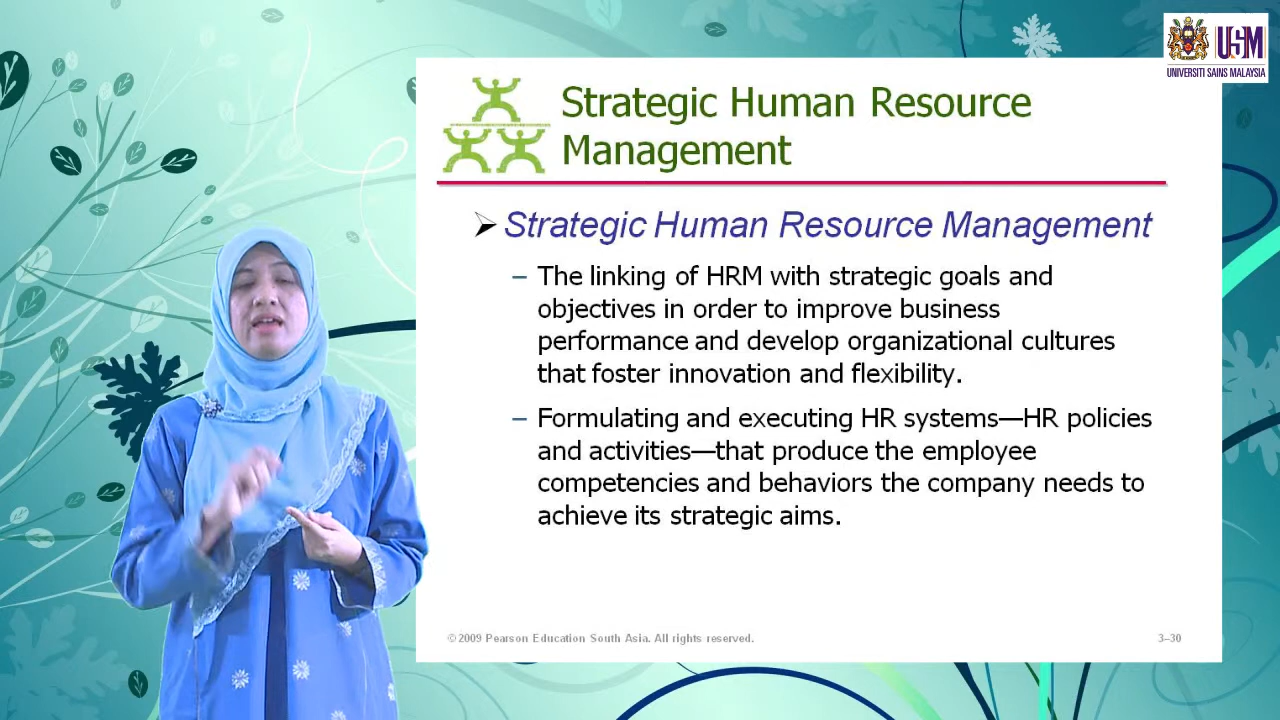 USM
UNIVERSITI SAINS MALAYSIA
Strategic Human Resource
Management
➢ Strategic Human Resource Management
– The linking of HRM with strategic goals and
objectives in order to improve business
performance and develop organizational cultures
that foster innovation and flexibility.
– Formulating and executing HR systems—HR policies
and activities—that produce the employee
competencies and behaviors the company needs to
achieve its strategic aims.
© 2009 Pearson Education South Asia. All rights reserved.
3–30